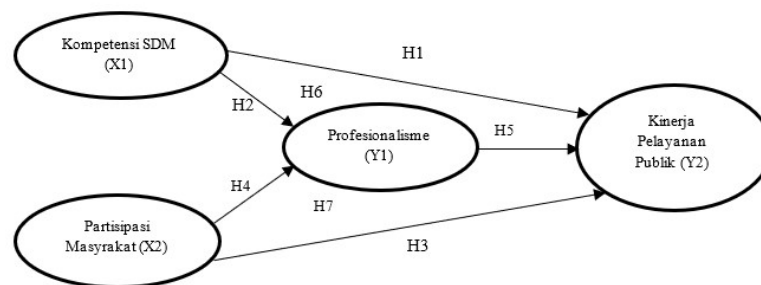 Kompetensi SDM
(X1)
H1
H6
H2
Profesionalisme
(Y1)
H5
Kinerja
Pelayanan
Publik (Y2)
H4
H7
Partisipasi
Masyrakat (X2)
H3